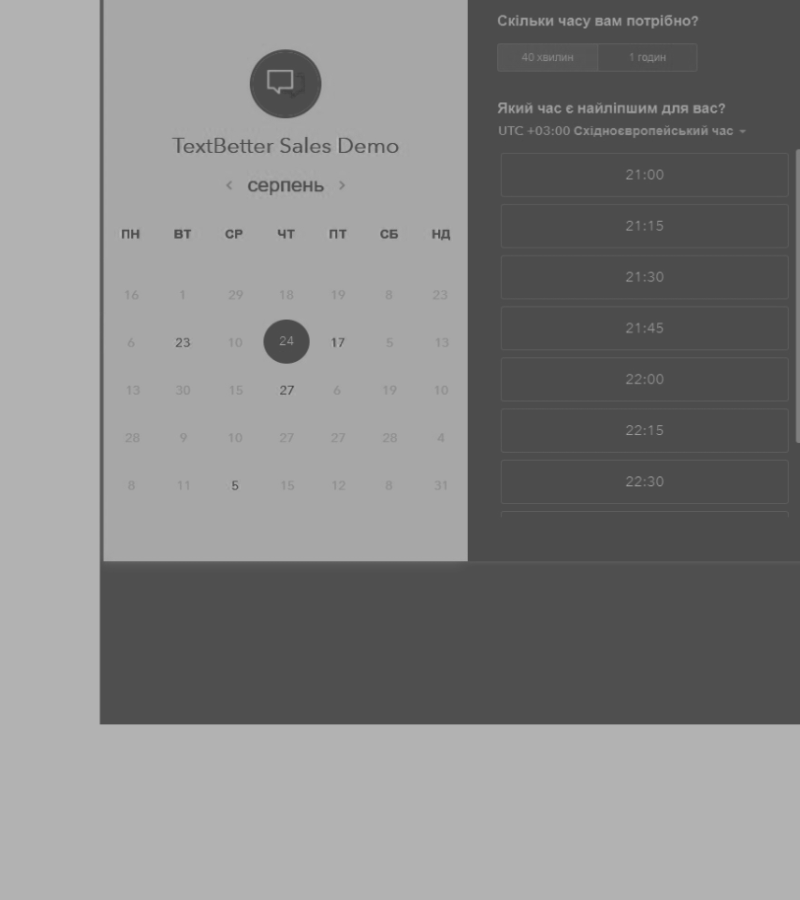 TextBetter Sales Demo
серпень
ПН ВТ СР ЧТ ПТ СБ НД
16 1 29 18 19 8 23
6 23 10 24 17 5 13
13 30 15 27 6 19 10
28 9 10 27 27 28 4
8 11 5 15 12 8 31
Скільки часу вам потрібно?
40 хвилин 1 годин
Який час є найліпшим для вас?
UTC +03:00 Східноєвропейський час
21:00
21:15
21:30
21:45
22:00
22:15
22:30